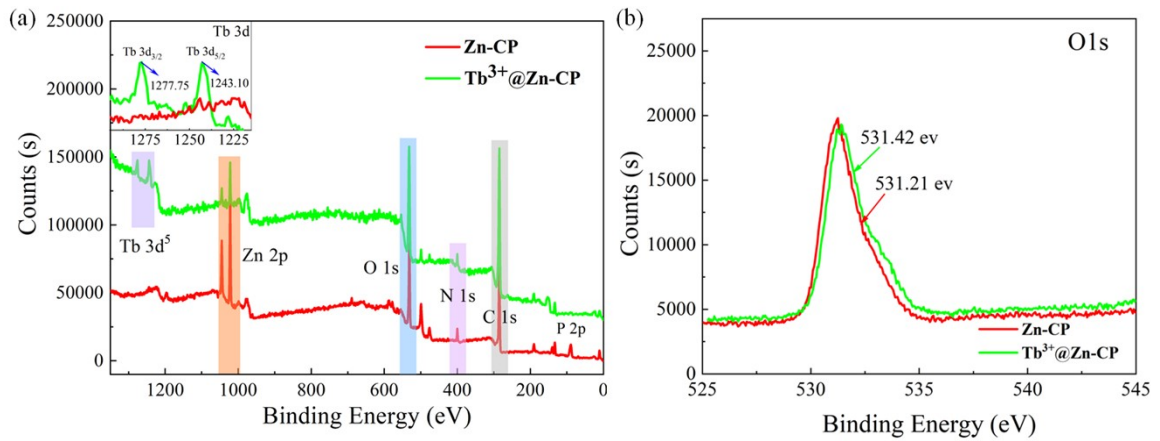 (a)
250000
200000
150000
100000
50000
0
Counts (s)
Tb 3d
Tb 3d3/2
Tb 3d5/2
1277.75
1243.10
1275
1250
1225
Zn-CP
Tb3+@Zn-CP
Tb 3d5
Zn 2p
O 1s
N 1s
C 1s
P 2p
1200
1000
800
600
400
200
0
Binding Energy (eV)
(b)
O1s
25000
20000
15000
10000
5000
0
Counts (s)
531.42 ev
531.21 ev
Zn-CP
Tb3+@Zn-CP
525
530
535
540
545
Binding Energy (eV)